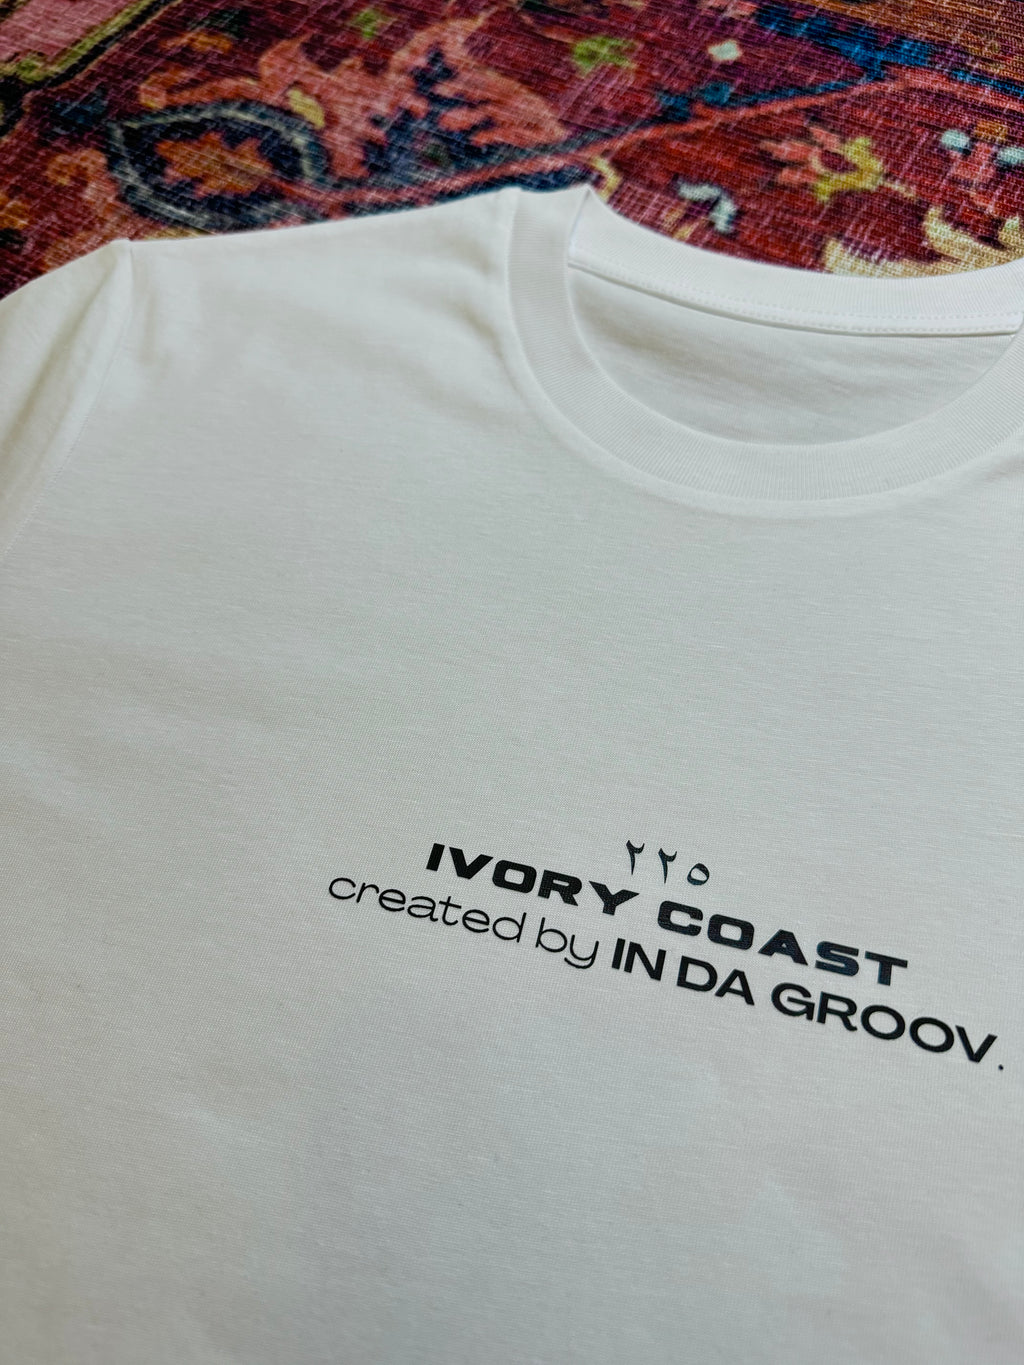 ٢٢٥
IVORY COAST
created by IN DA GROOV.